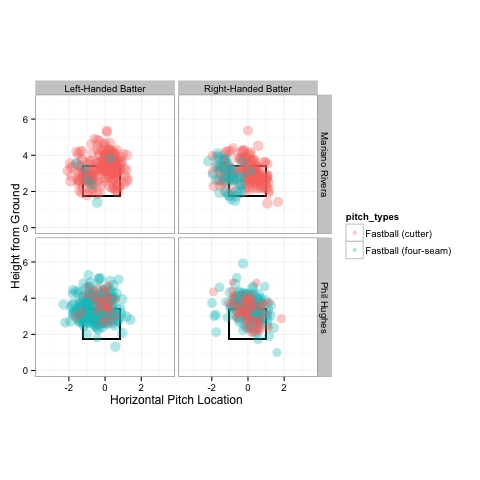 Left-Handed Batter
Right-Handed Batter
6
4
2
0
Mariano Rivera
6
4
2
0
Phil Hughes
-2 0 2
-2 0 2
Height from Ground
Horizontal Pitch Location
pitch_types
Fastball (cutter)
Fastball (four-seam)